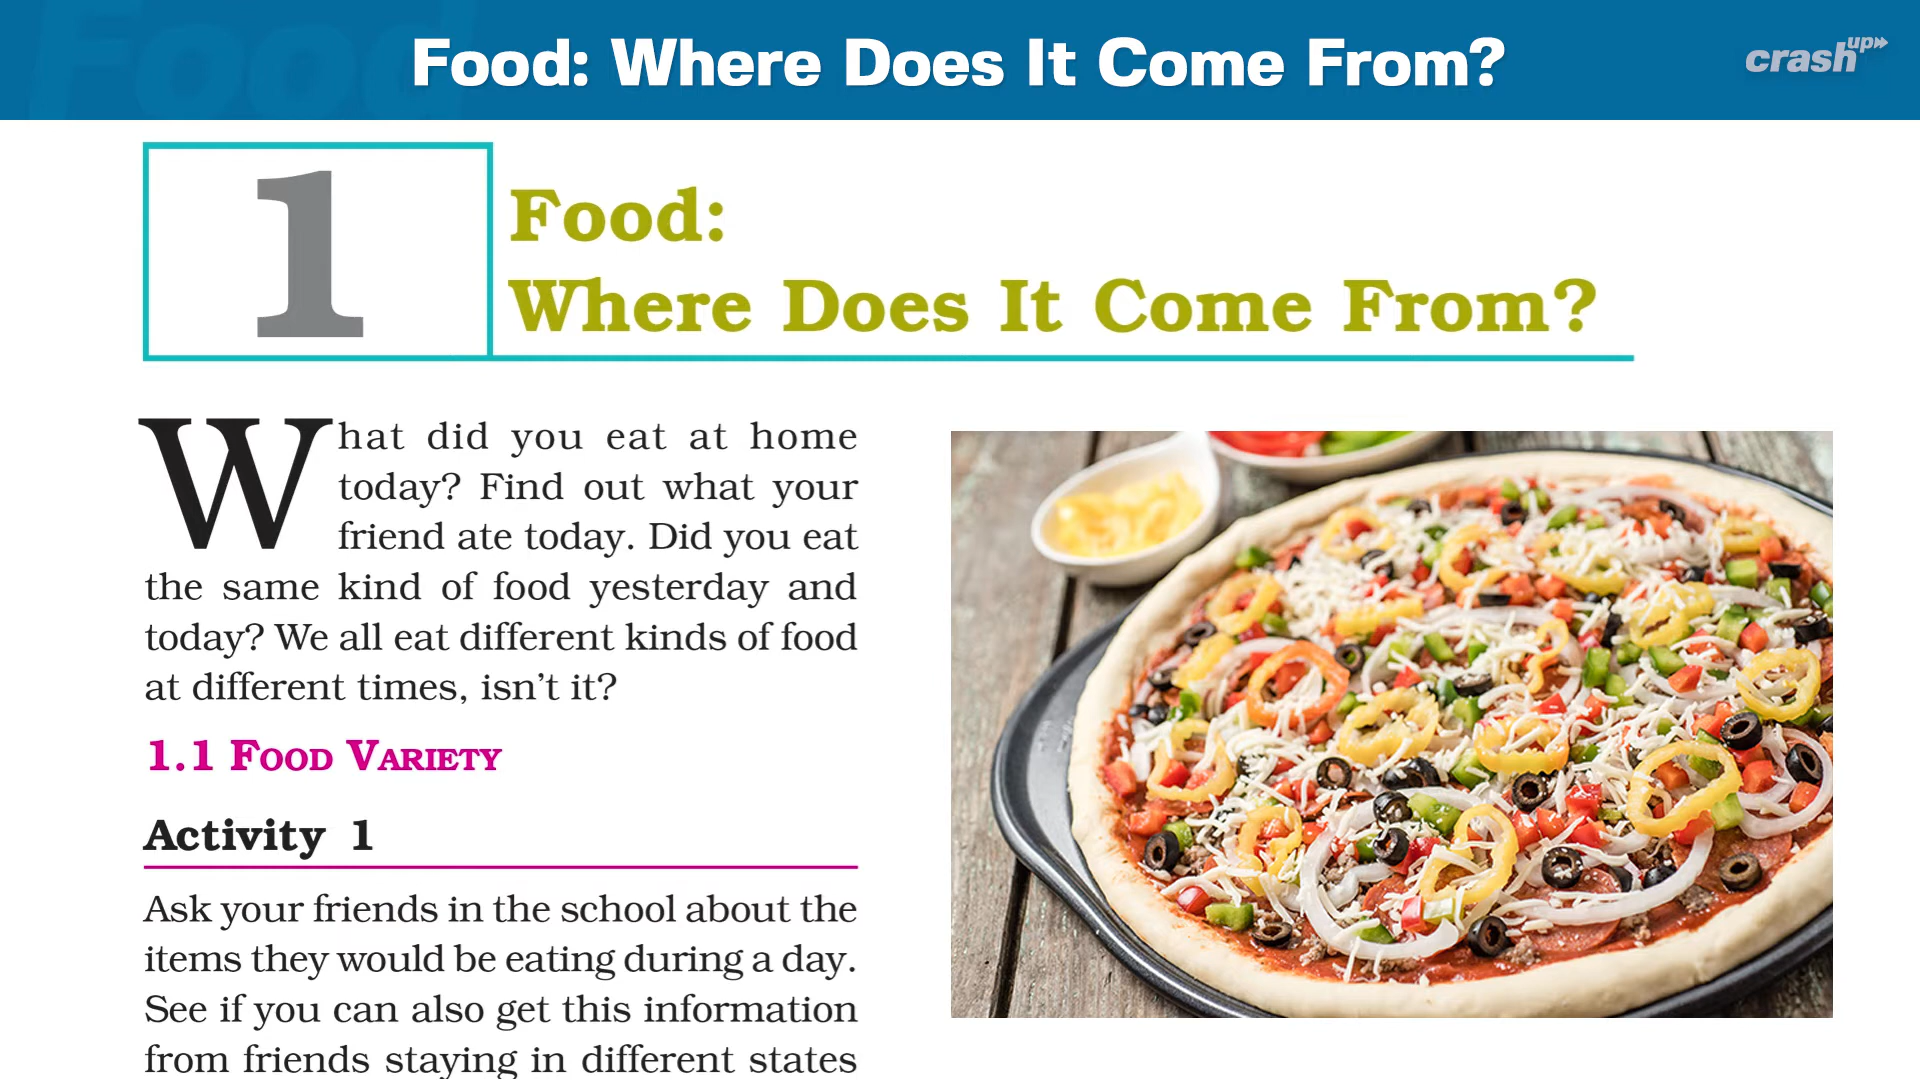 Food
Food: Where Does It Come From?
crashup
1
Food:
Where Does It Come From?
What did you eat at home
today? Find out what your
friend ate today. Did you eat
the same kind of food yesterday and
today? We all eat different kinds of food
at different times, isn’t it?
1.1 FOOD VARIETY
Activity 1
Ask your friends in the school about the
items they would be eating during a day.
See if you can also get this information
from friends staying in different states